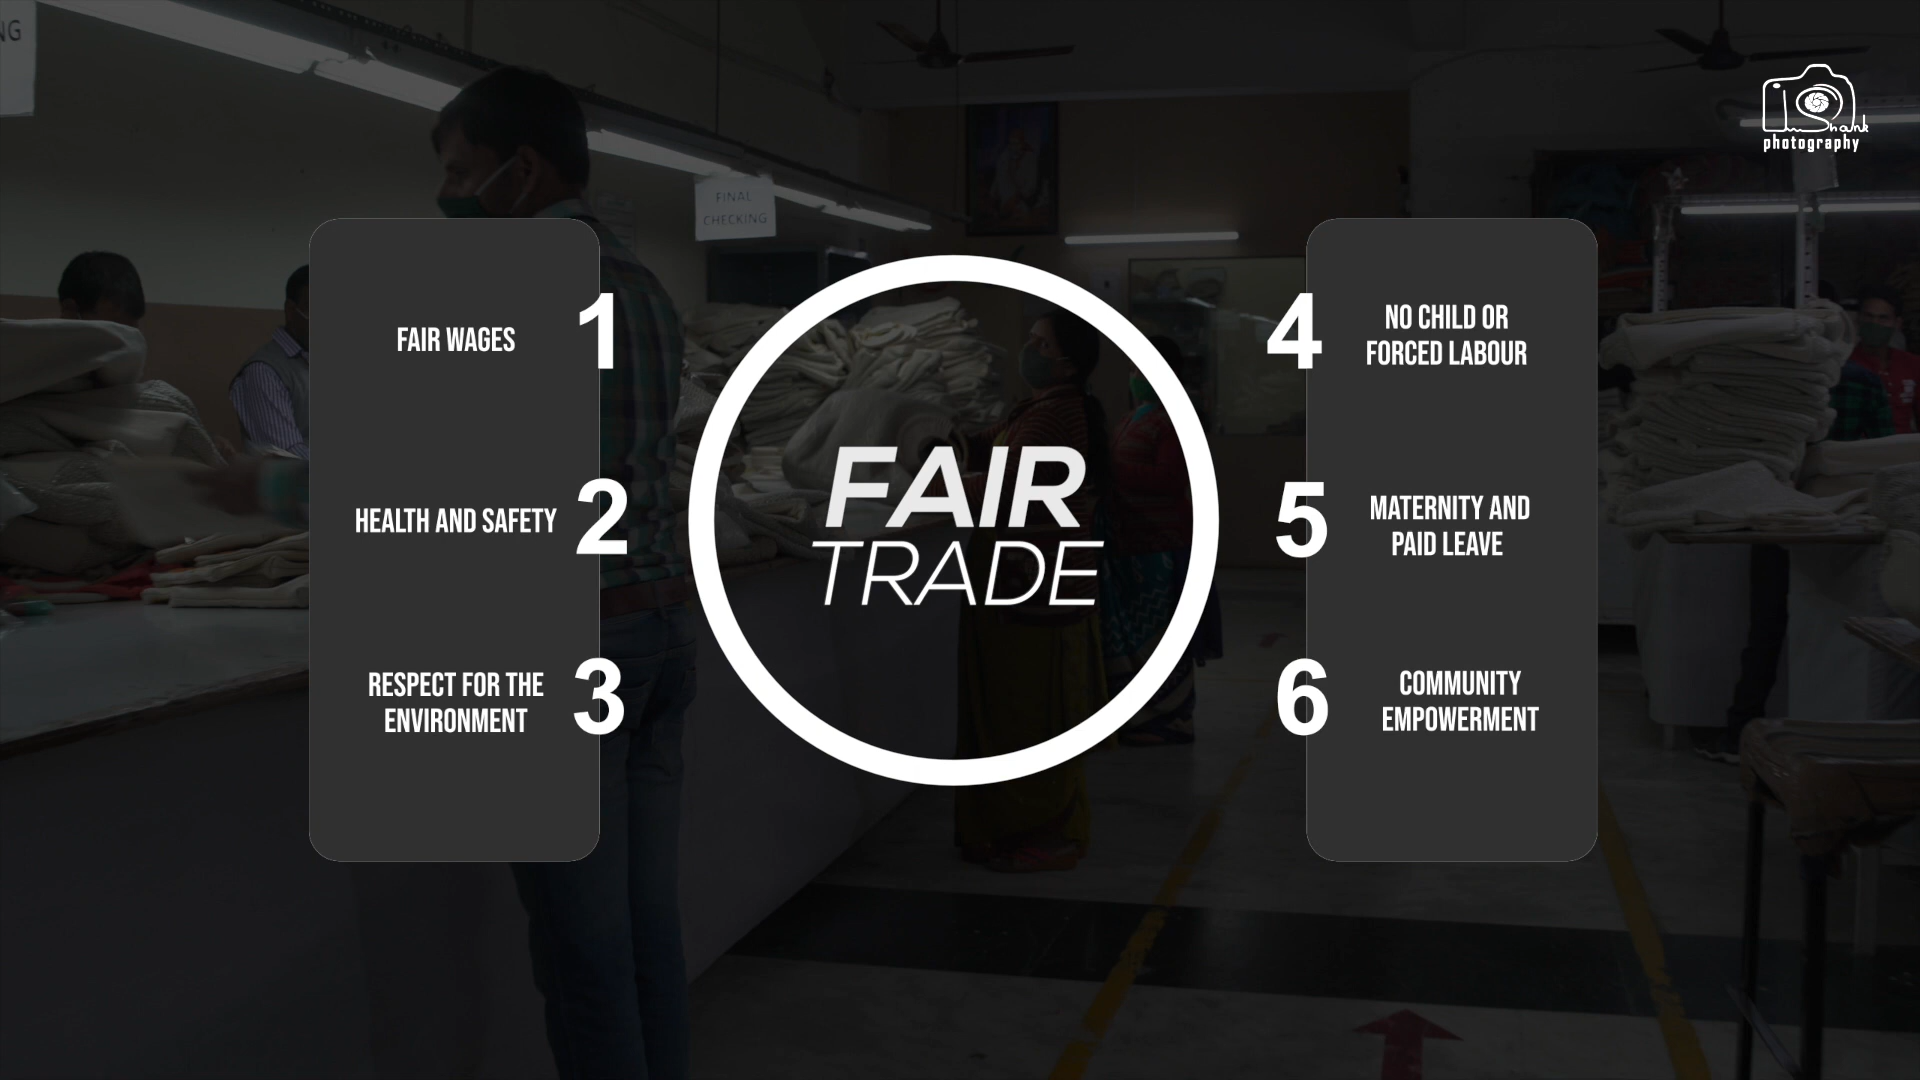 NG
FINAL
CHECKING
photography
FAIR WAGES
1
HEALTH AND SAFETY
2
RESPECT FOR THE
ENVIRONMENT
3
FAIR
TRADE
4
NO CHILD OR
FORCED LABOUR
5
MATERNITY AND
PAID LEAVE
6
COMMUNITY
EMPOWERMENT